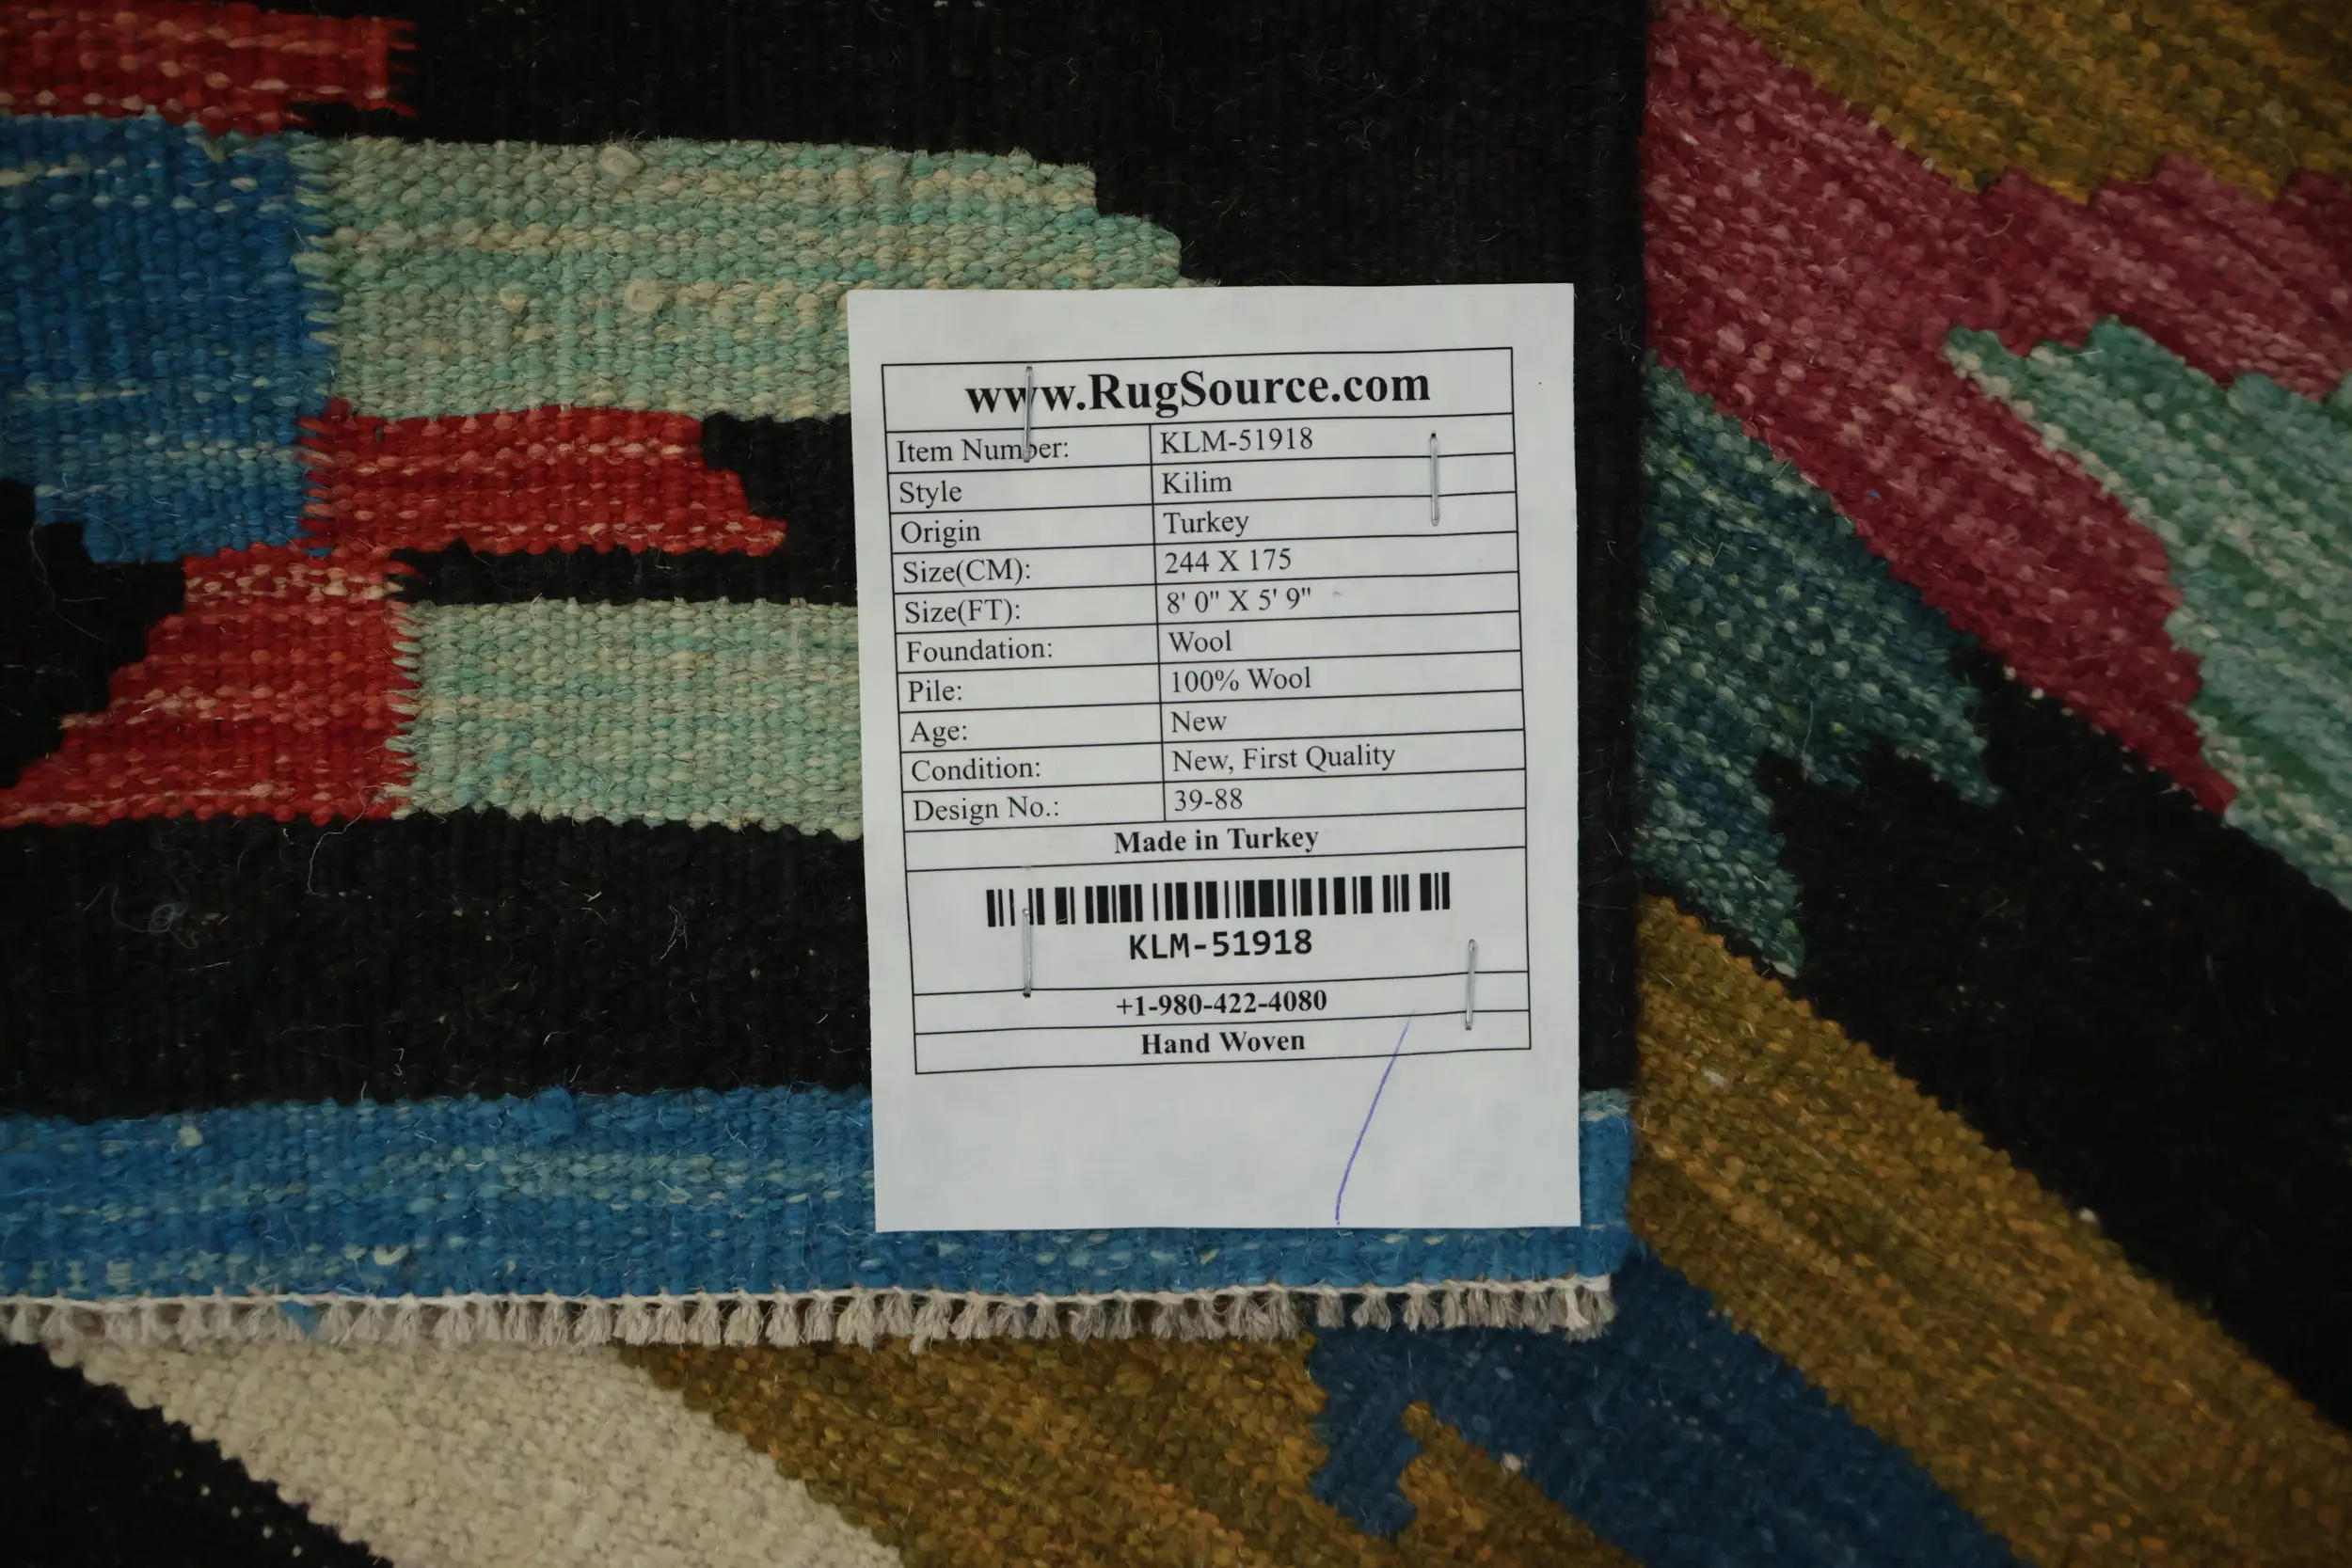 www.RugSource.com
Item Number: KLM-51918
Style Kilim
Origin Turkey
Size(CM): 244 X 175
Size(FT): 8' 0" X 5' 9"
Foundation: Wool
Pile: 100% Wool
Age: New
Condition: New, First Quality
Design No.: 39-88
Made in Turkey
KLM-51918
+1-980-422-4080
Hand Woven